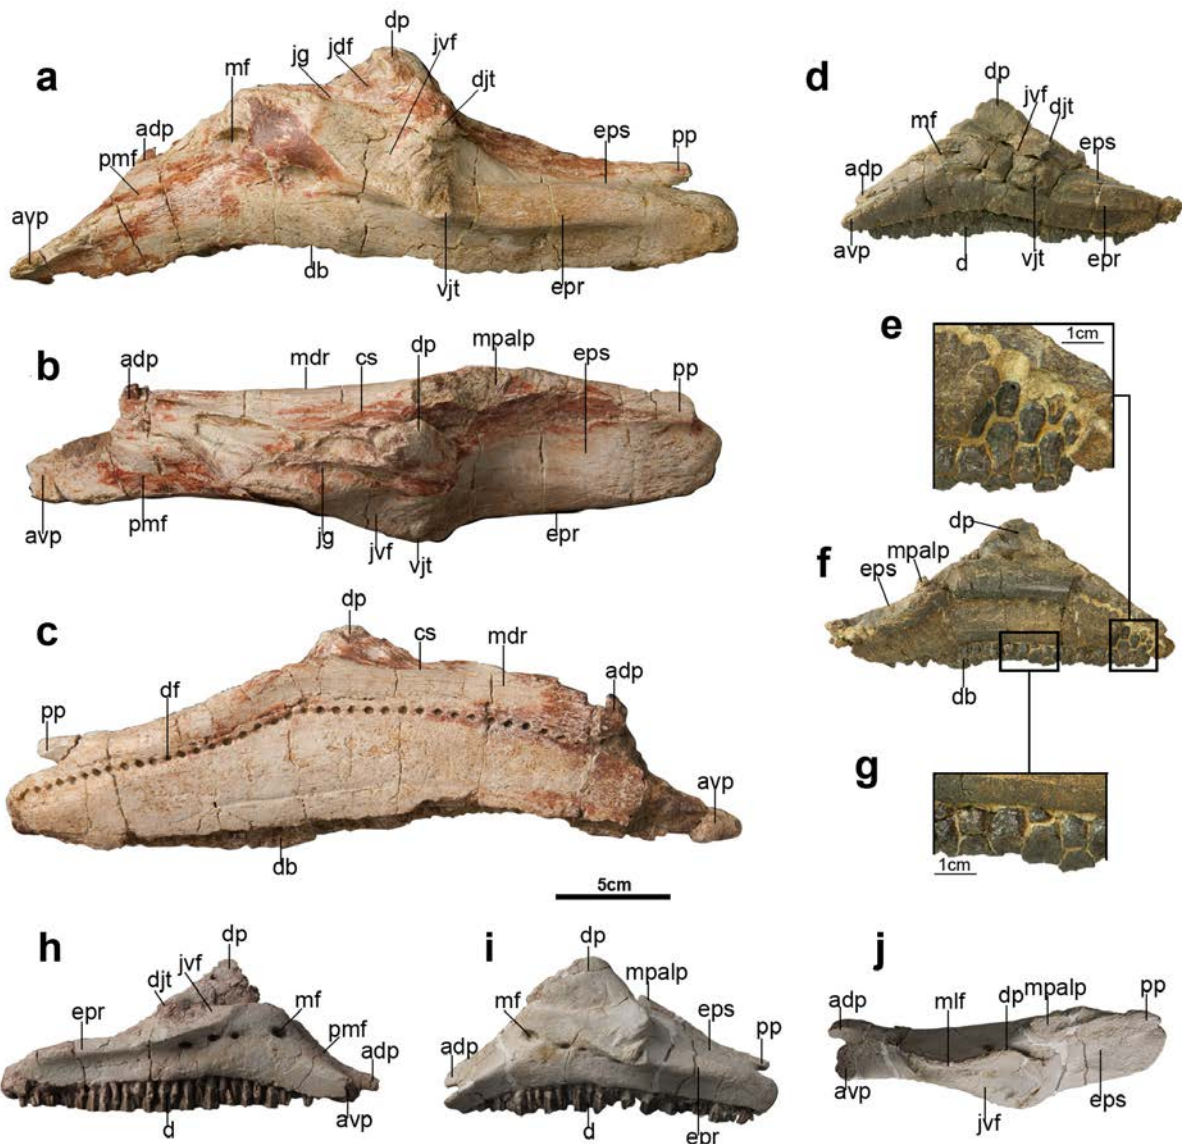 a
dp
jg
jdf
jvf
mf
djt
adp
pmf
eps
pp
avp
db
vjt
epr
b
adp
mdr
cs
dp
mpalp
eps
pp
avp
pmf
jg
jvf
vjt
epr
c
dp
cs
mdr
adp
df
pp
avp
db
5cm
d
dp
jvf
djt
mf
eps
adp
avp
d
vjt
epr
e
1cm
f
dp
mpalp
eps
db
g
1cm
h
dp
jvf
djt
mf
epr
pmf
adp
d
avp
i
dp
mpalp
mf
eps
adp
pp
d
epr
j
adp
mlf
dp
mpalp
pp
avp
jvf
eps